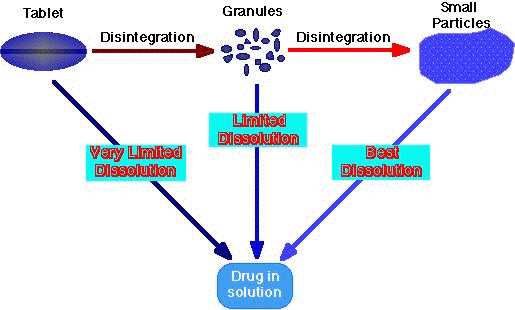 Tablet
Granules
Small
Particles
Disintegration
Disintegration
Limited
Dissolution
Very Limited
Dissolution
Best
Dissolution
Drug in
solution